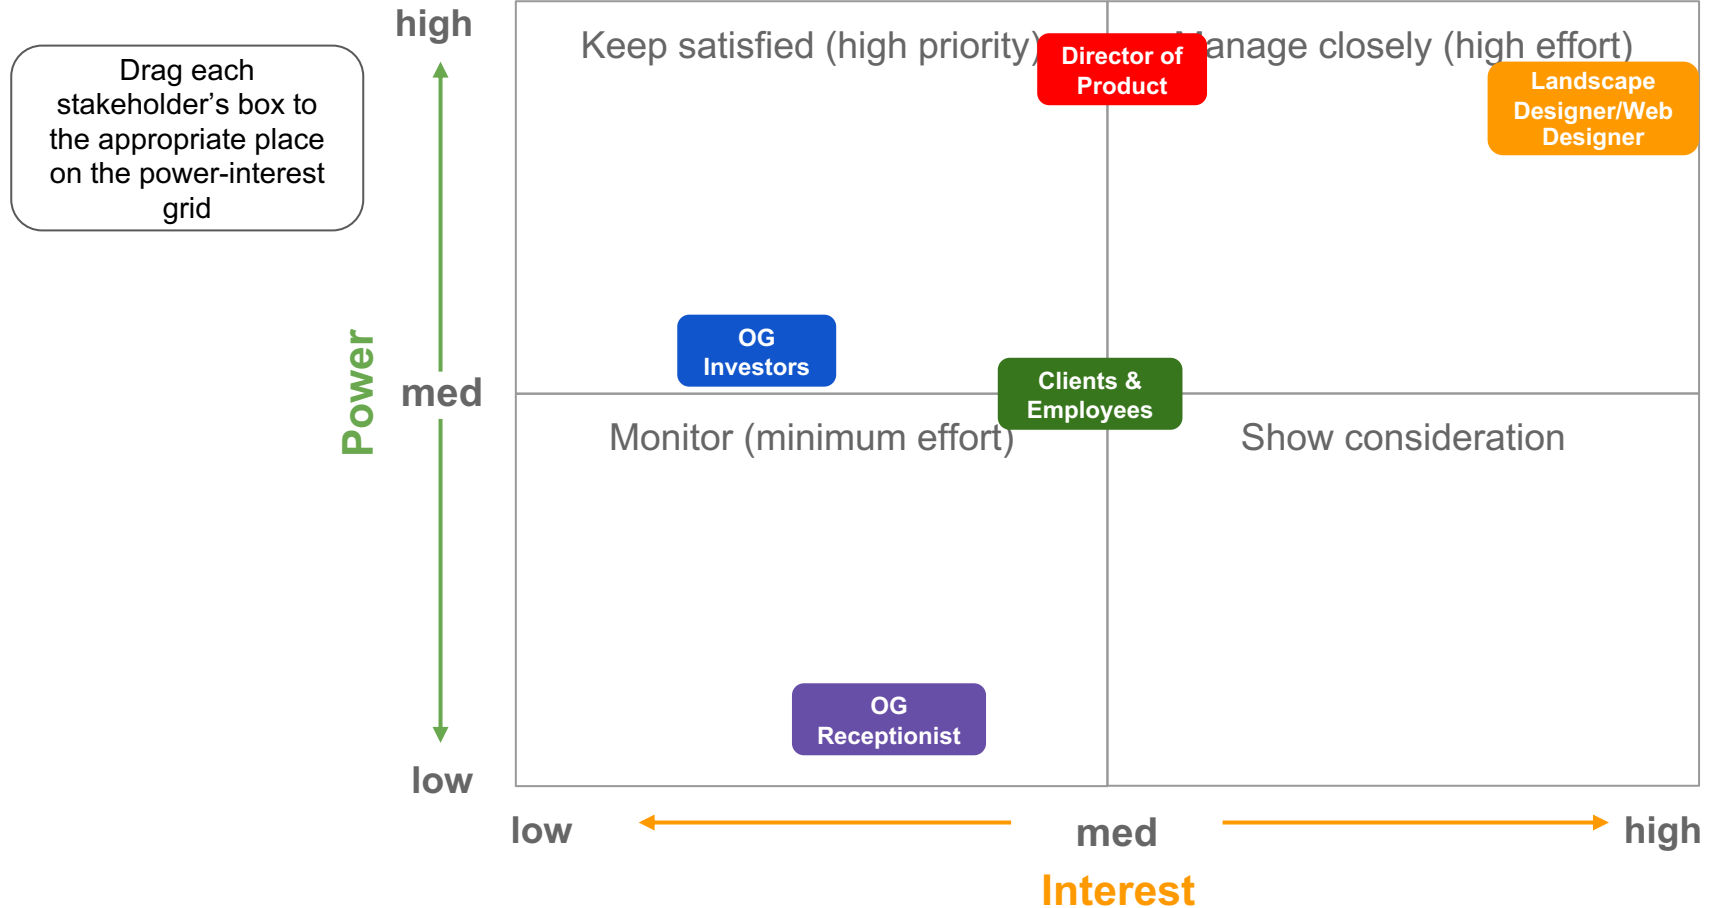 high
Drag each
stakeholder's box to
the appropriate place
on the power-interest
grid
Keep satisfied (high priority)
Manage closely (high effort)
Director of
Product
Landscape
Designer/Web
Designer
OG
Investors
Clients &
Employees
Power
med
Monitor (minimum effort)
Show consideration
OG
Receptionist
low
low
med
high
Interest